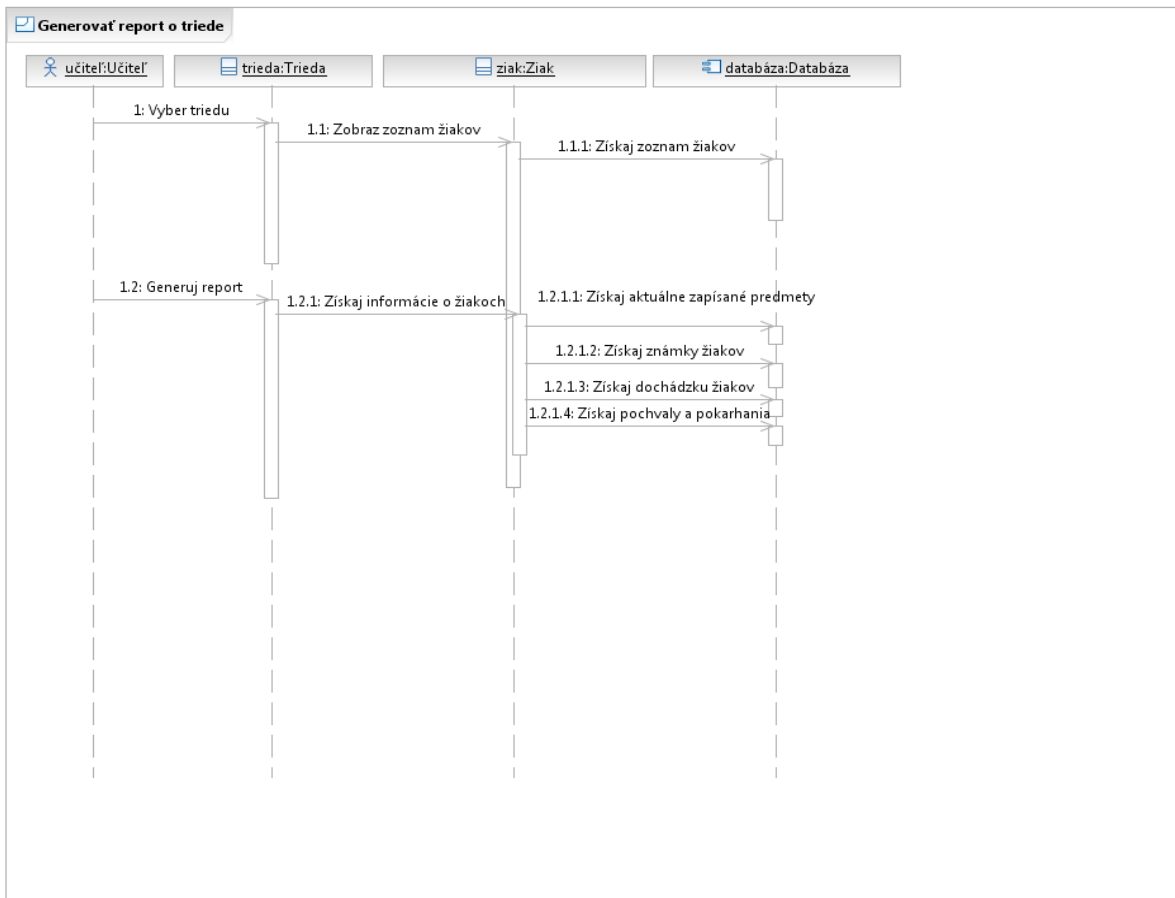 Generovať report o triede
učiteľ:Učiteľ
trieda:Trieda
ziak:Ziak
databáza:Databáza
1: Vyber triedu
1.1: Zobraz zoznam žiakov
1.1.1: Získaj zoznam žiakov
1.2: Generuj report
1.2.1: Získaj informácie o žiakoch
1.2.1.1: Získaj aktuálne zapísané predmety
1.2.1.2: Získaj známky žiakov
1.2.1.3: Získaj dochádzku žiakov
1.2.1.4: Získaj pochvaly a pokarhania